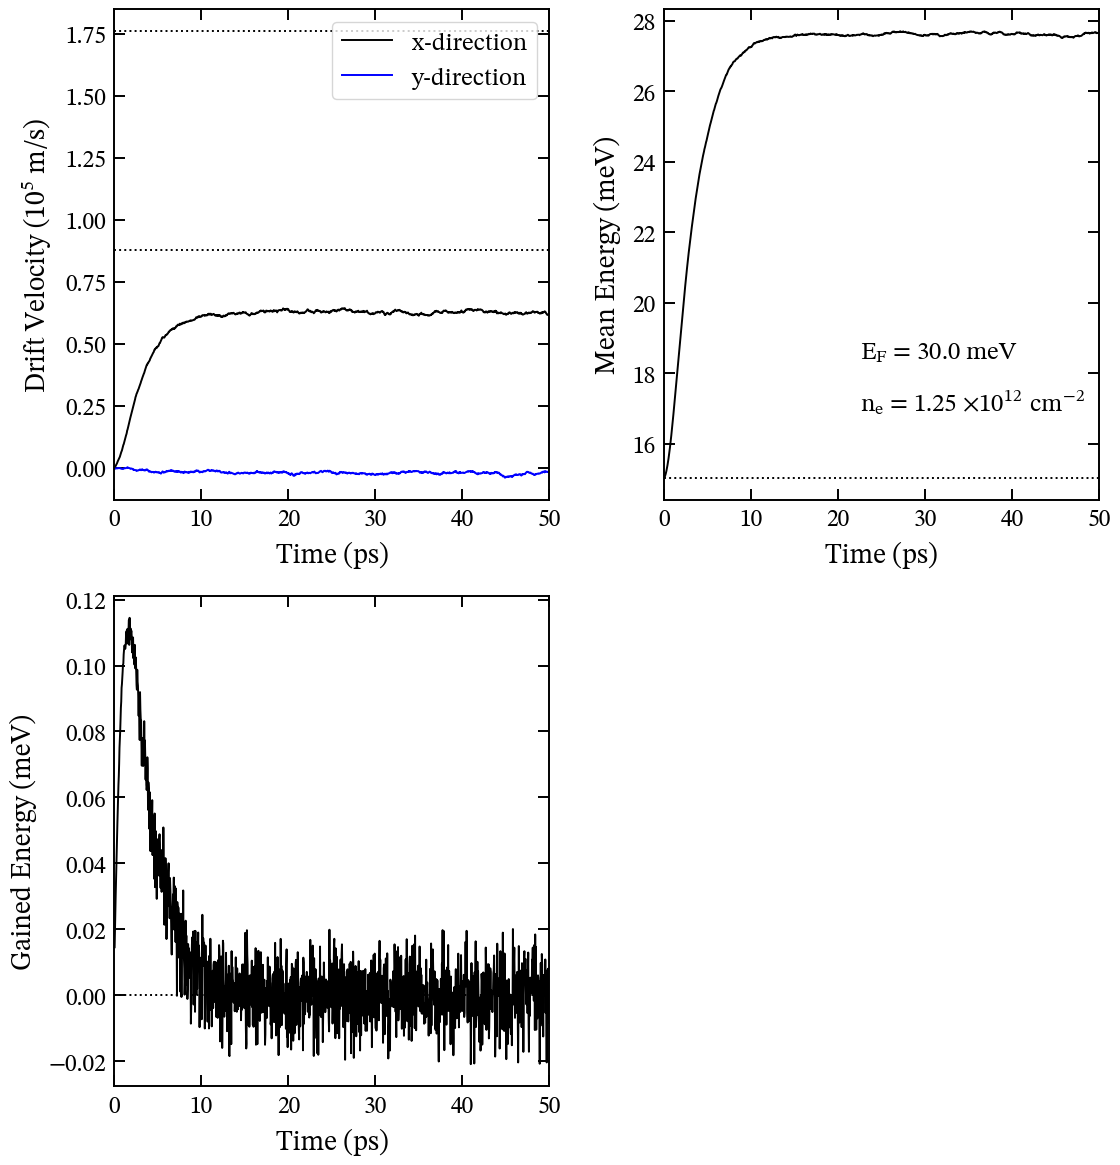 1.75
1.50
1.25
1.00
0.75
0.50
0.25
0.00
Drift Velocity (10⁵ m/s)
x-direction
y-direction
0 10 20 30 40 50
Time (ps)
28
26
24
22
20
18
16
Mean Energy (meV)
E_F = 30.0 meV
n_e = 1.25 ×10¹² cm⁻²
0 10 20 30 40 50
Time (ps)
0.12
0.10
0.08
0.06
0.04
0.02
0.00
−0.02
Gained Energy (meV)
0 10 20 30 40 50
Time (ps)